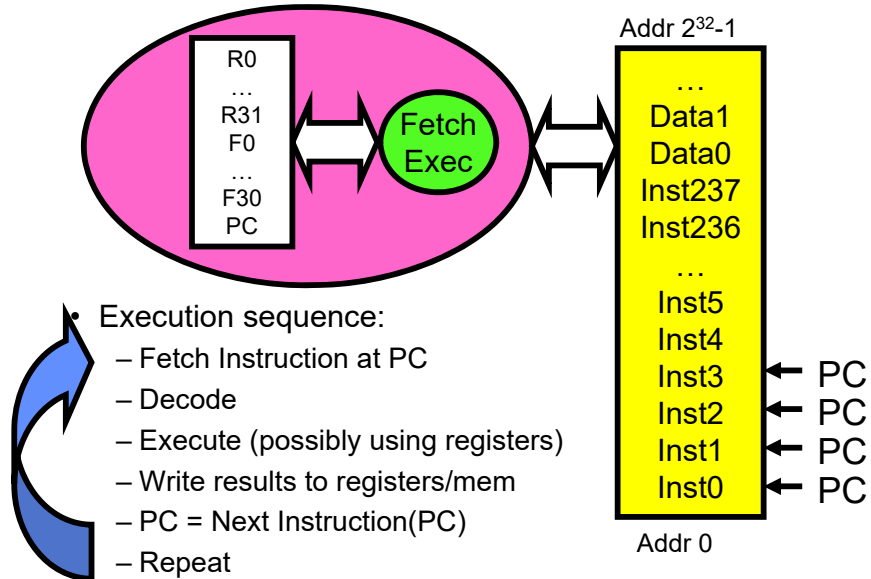 R0
…
R31
F0
…
F30
PC
Fetch
Exec
Addr 2³²-1
…
Data1
Data0
Inst237
Inst236
…
Inst5
Inst4
Inst3
Inst2
Inst1
Inst0
Addr 0
PC
PC
PC
PC
• Execution sequence:
– Fetch Instruction at PC
– Decode
– Execute (possibly using registers)
– Write results to registers/mem
– PC = Next Instruction(PC)
– Repeat